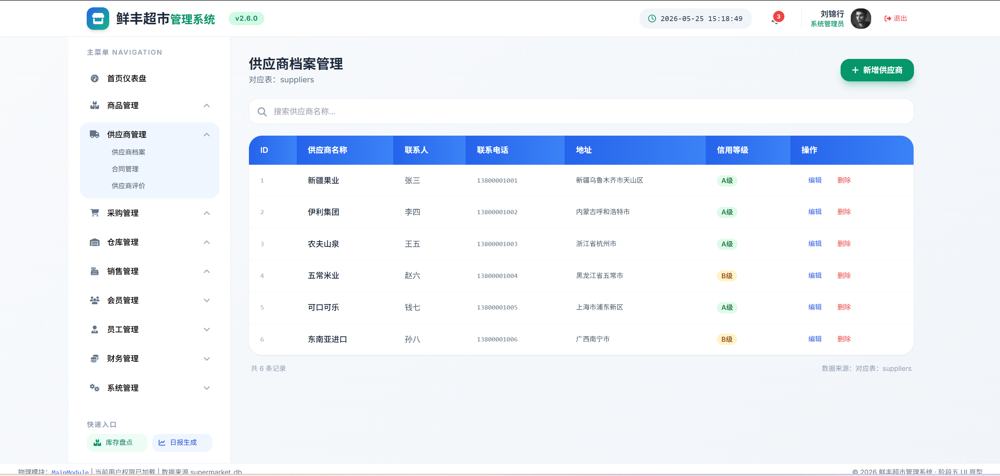 鲜丰超市管理系统 v2.6.0 2026-05-25 15:18:49 3 刘锦行 退出
系统管理员
主菜单 NAVIGATION
首页仪表盘
商品管理
供应商管理
供应商档案
合同管理
供应商评价
采购管理
仓库管理
销售管理
会员管理
员工管理
财务管理
系统管理
快速入口
库存盘点 日报生成
供应商档案管理
对应表：suppliers
新增供应商
搜索供应商名称...
ID 供应商名称 联系人 联系电话 地址 信用等级 操作
1 新疆果业 张三 13800001001 新疆乌鲁木齐市天山区 A级 编辑 删除
2 伊利集团 李四 13800001002 内蒙古呼和浩特市 A级 编辑 删除
3 农夫山泉 王五 13800001003 浙江省杭州市 A级 编辑 删除
4 五常米业 赵六 13800001004 黑龙江省五常市 B级 编辑 删除
5 可口可乐 钱七 13800001005 上海市浦东新区 A级 编辑 删除
6 东南亚进口 孙八 13800001006 广西南宁市 B级 编辑 删除
共 6 条记录 数据来源：对应表：suppliers
物理模块：MainModule | 当前用户权限已加载 | 数据来源 supermarket_db © 2026 鲜丰超市管理系统 · 阶段五 UI 原型